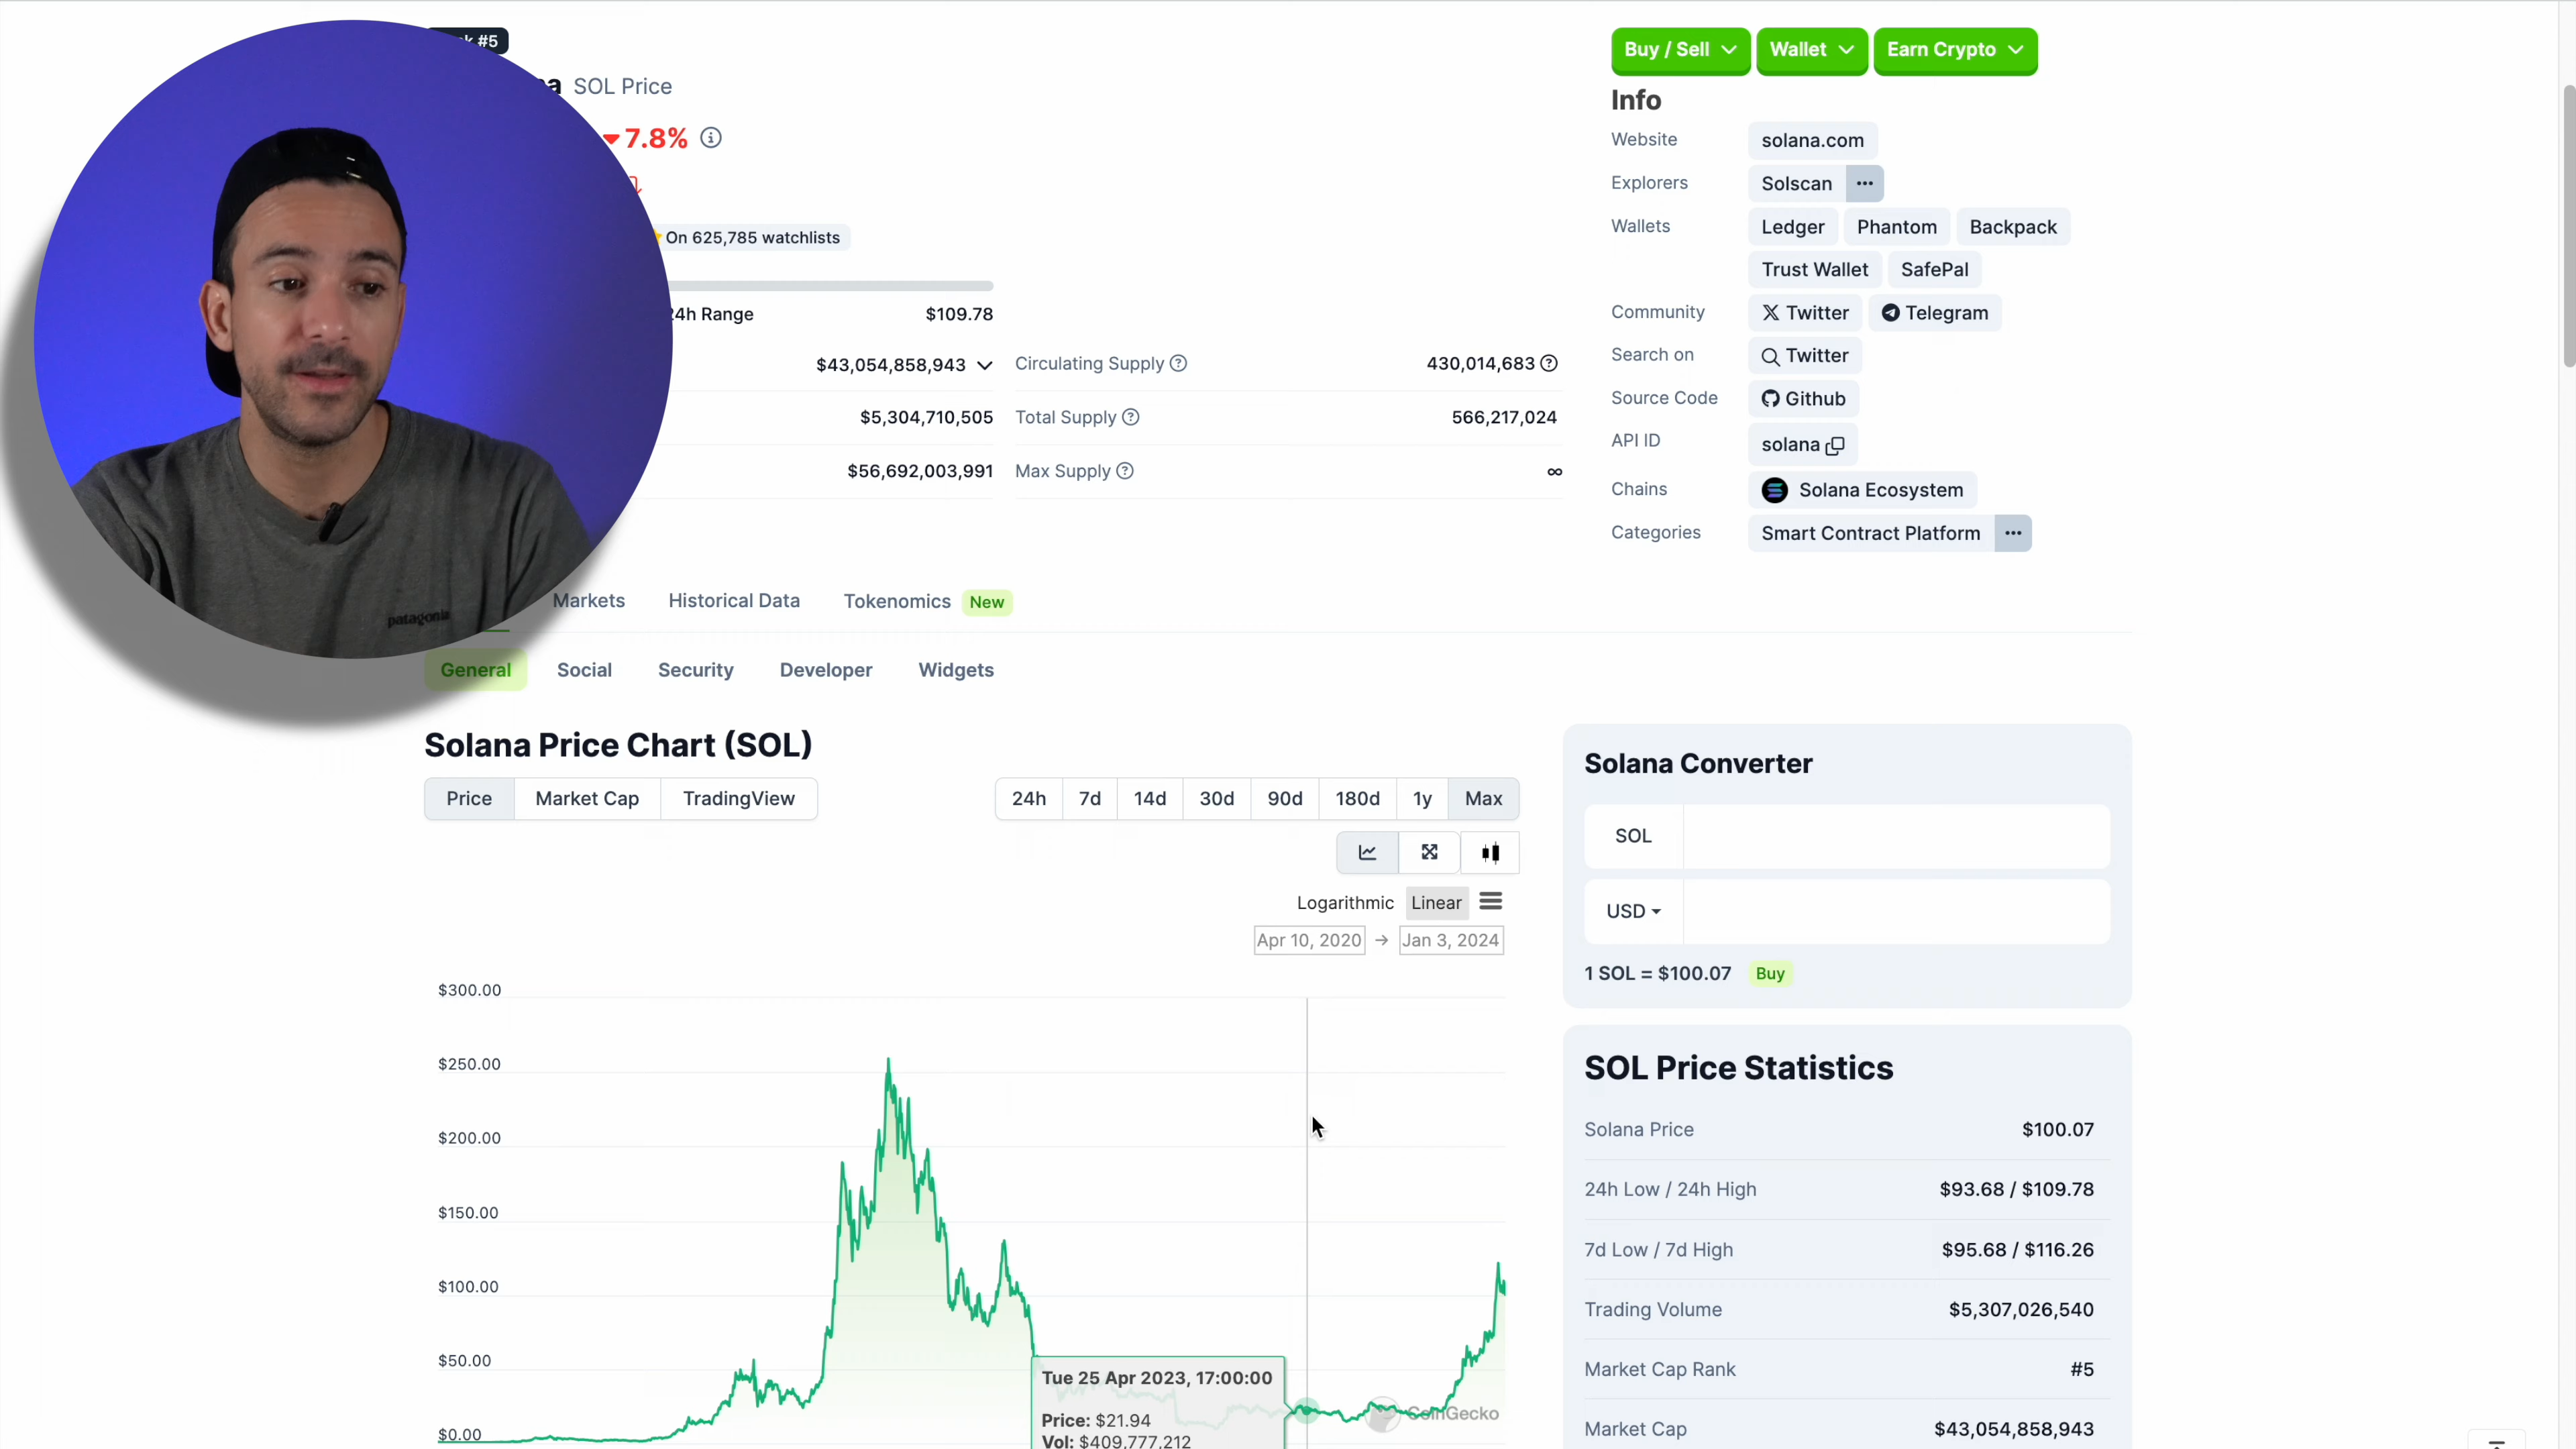 #5
SOL Price
7.8%
On 625,785 watchlists
24h Range $109.78
$43,054,858,943
$5,304,710,505
$56,692,003,991
Circulating Supply 430,014,683
Total Supply 566,217,024
Max Supply ∞
Buy / Sell Wallet Earn Crypto
Info
Website solana.com
Explorers Solscan ...
Wallets Ledger Phantom Backpack
Trust Wallet SafePal
Community X Twitter Telegram
Search on Twitter
Source Code Github
API ID solana
Chains Solana Ecosystem
Categories Smart Contract Platform ...
patagonia
Markets Historical Data Tokenomics New
General Social Security Developer Widgets
Solana Price Chart (SOL)
Price Market Cap TradingView
24h 7d 14d 30d 90d 180d 1y Max
Logarithmic Linear
Apr 10, 2020 → Jan 3, 2024
$300.00
$250.00
$200.00
$150.00
$100.00
$50.00
$0.00
Tue 25 Apr 2023, 17:00:00
Price: $21.94
Vol: $409,777,212
CoinGecko
Solana Converter
SOL
USD
1 SOL = $100.07 Buy
SOL Price Statistics
Solana Price $100.07
24h Low / 24h High $93.68 / $109.78
7d Low / 7d High $95.68 / $116.26
Trading Volume $5,307,026,540
Market Cap Rank #5
Market Cap $43,054,858,943